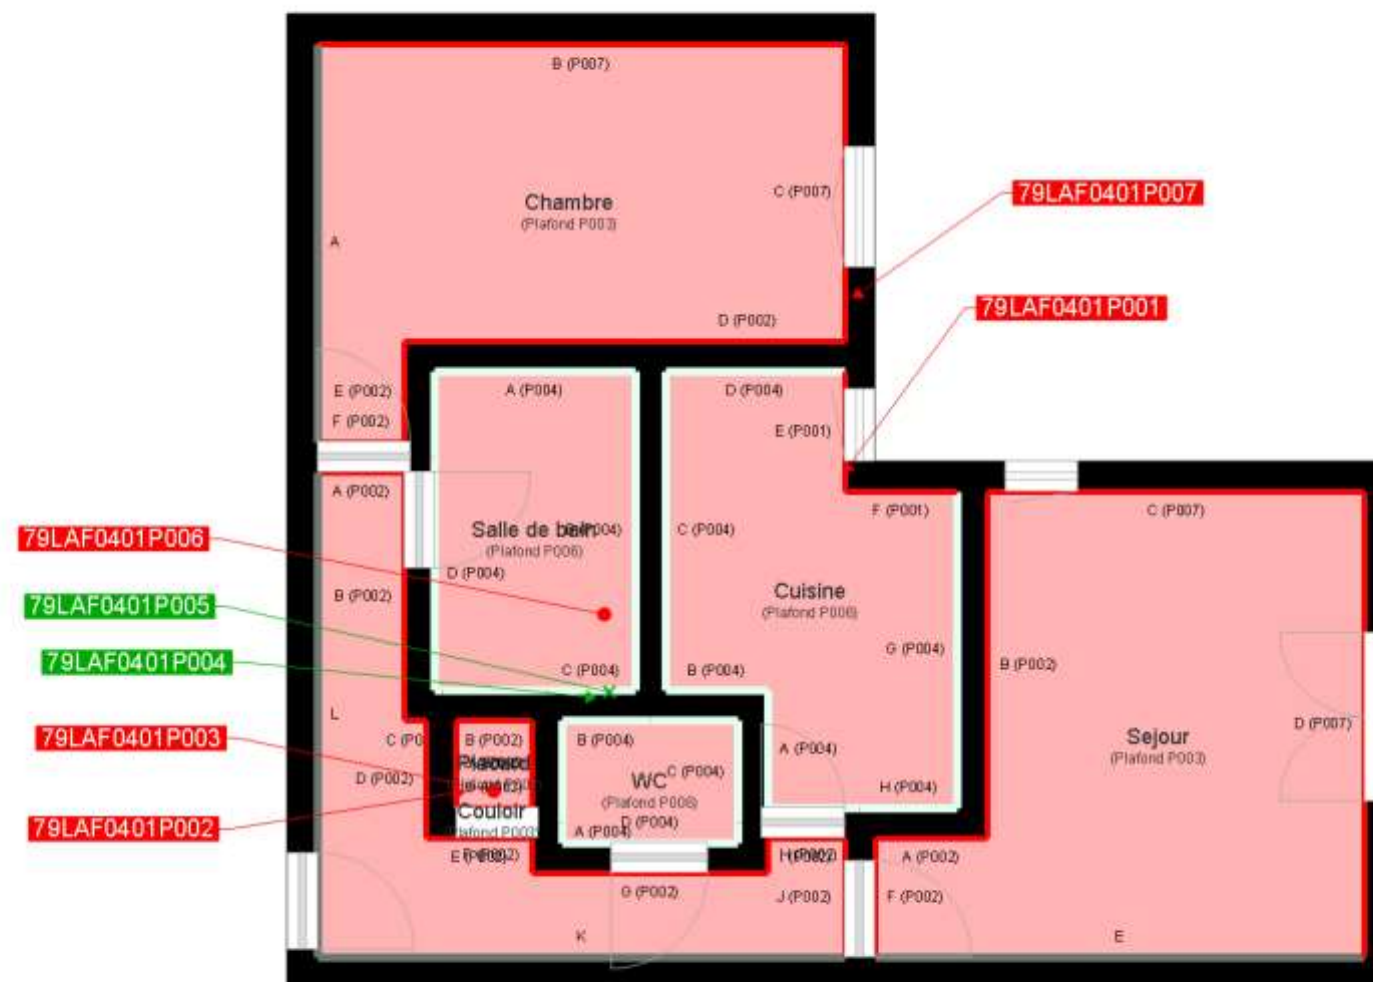 B (P007)
Chambre
(Plafond P003)
C (P007)
A
79LAF0401P007
79LAF0401P001
D (P002)
E (P002)
F (P002)
A (P004)
D (P004)
E (P001)
A (P002)
F (P001)
C (P007)
Salle de bain
(Plafond P006)
C (P004)
79LAF0401P006
D (P004)
Cuisine
(Plafond P006)
B (P002)
79LAF0401P005
79LAF0401P004
C (P004)
B (P004)
G (P004)
B (P002)
L
79LAF0401P003
C (P0
B (P002)
B (P004)
D (P007)
Sejour
(Plafond P003)
A (P004)
D (P002)
WC
C (P004)
(Plafond P006)
H (P004)
Couloir
79LAF0401P002
D (P004)
A (P004)
A (P002)
G (P002)
J (P002)
F (P002)
K
E